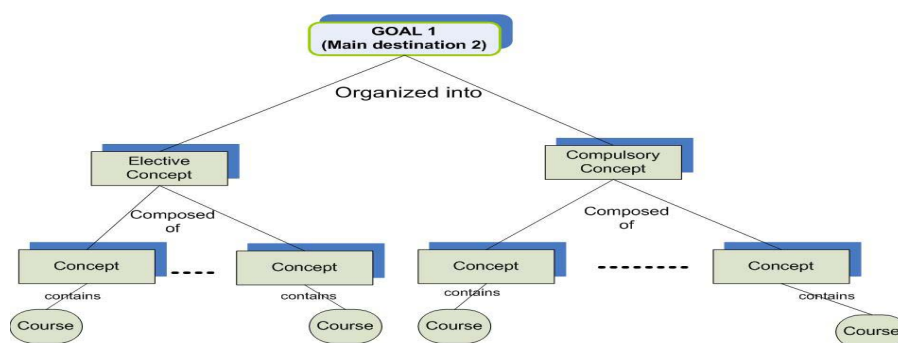 GOAL 1
(Main destination 2)
Organized into
Elective
Concept
Compulsory
Concept
Composed
of
Composed
of
Concept
Concept
Concept
Concept
contains
contains
contains
contains
Course
Course
Course
Course